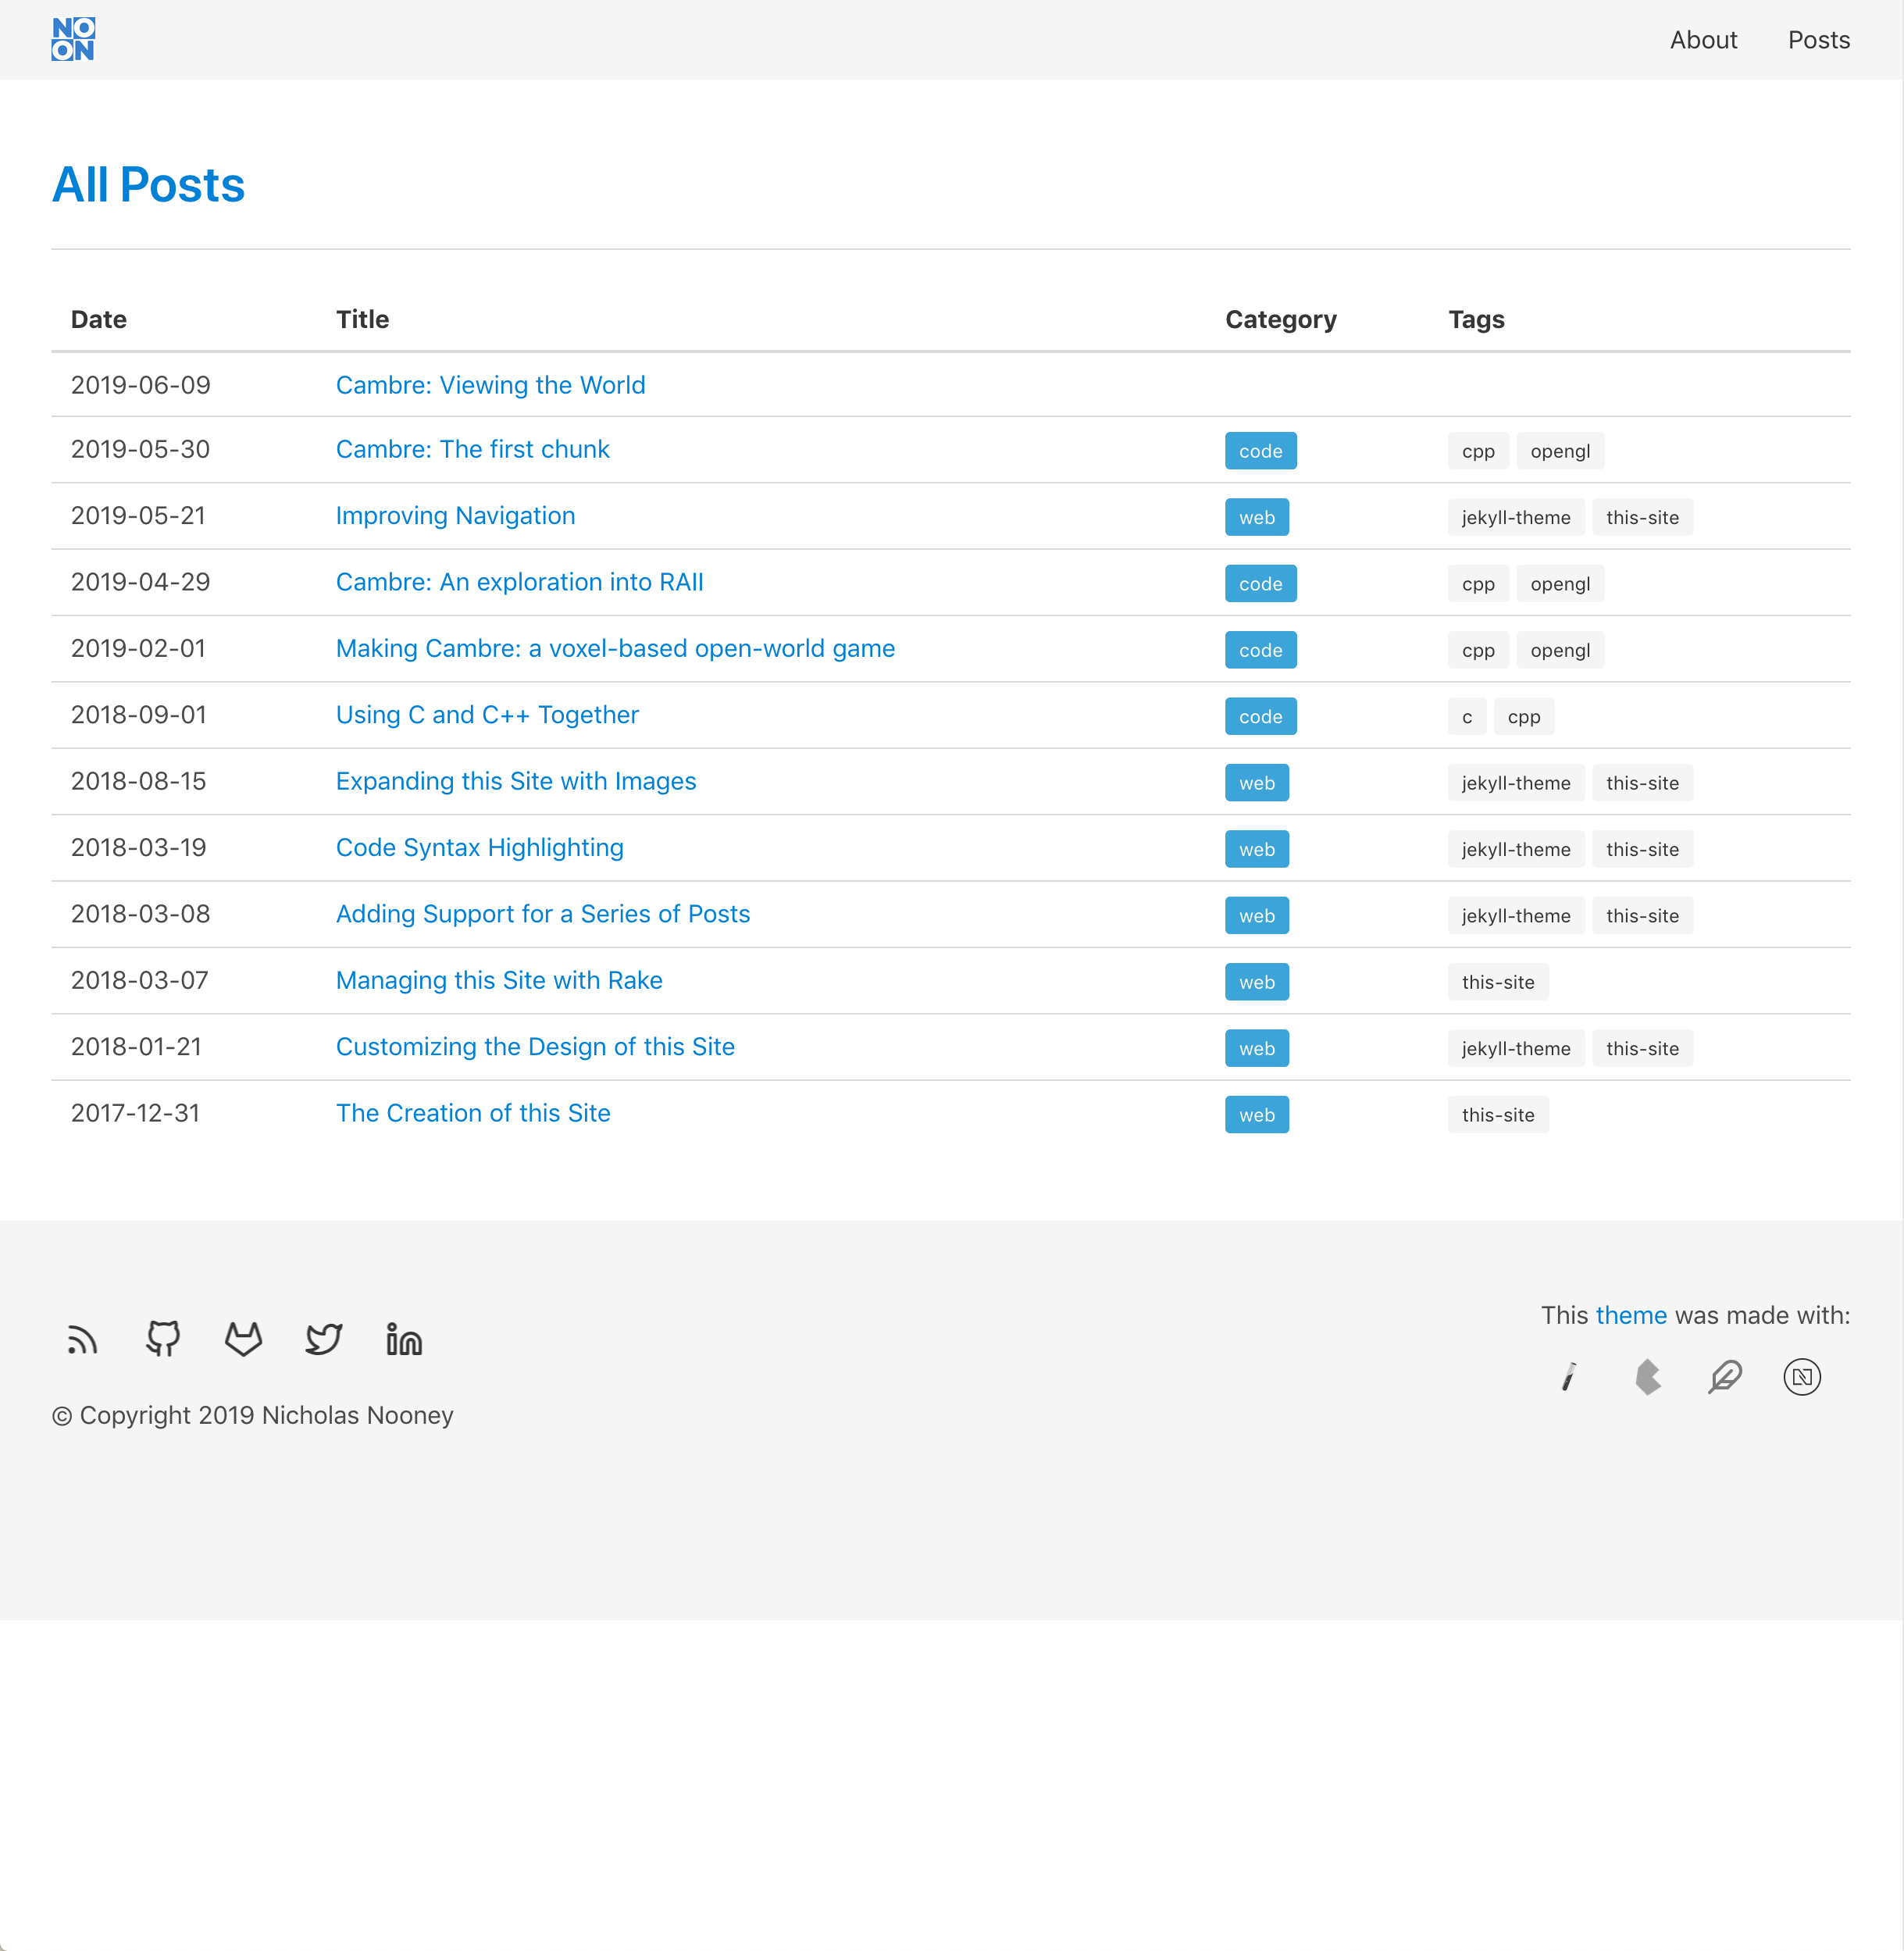 NO
ON
About Posts
All Posts
Date Title Category Tags
2019-06-09 Cambre: Viewing the World
2019-05-30 Cambre: The first chunk code cpp opengl
2019-05-21 Improving Navigation web jekyll-theme this-site
2019-04-29 Cambre: An exploration into RAII code cpp opengl
2019-02-01 Making Cambre: a voxel-based open-world game code cpp opengl
2018-09-01 Using C and C++ Together code c cpp
2018-08-15 Expanding this Site with Images web jekyll-theme this-site
2018-03-19 Code Syntax Highlighting web jekyll-theme this-site
2018-03-08 Adding Support for a Series of Posts web jekyll-theme this-site
2018-03-07 Managing this Site with Rake web this-site
2018-01-21 Customizing the Design of this Site web jekyll-theme this-site
2017-12-31 The Creation of this Site web this-site
This theme was made with:
in
N
© Copyright 2019 Nicholas Nooney